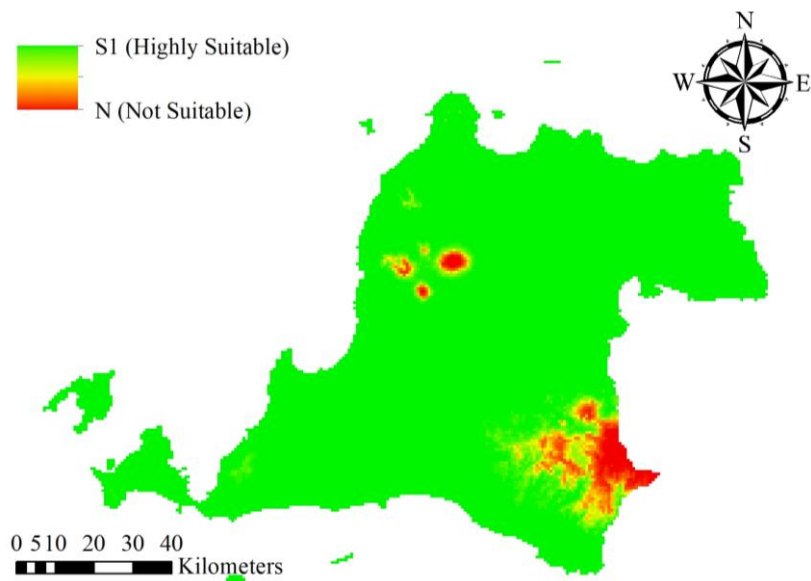 S1 (Highly Suitable)
N (Not Suitable)
N
W E
S
0 5 10 20 30 40
Kilometers